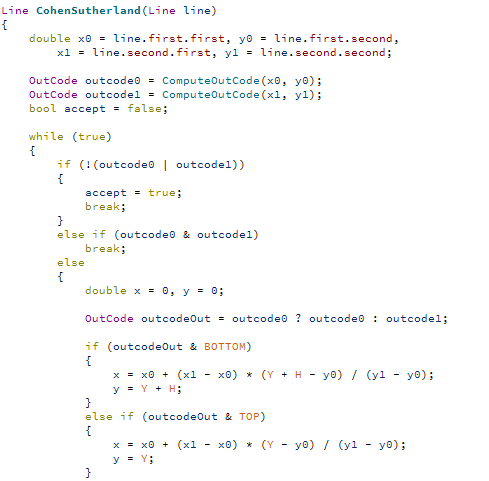 Line CohenSutherland(Line line)
{
    double x0 = line.first.first, y0 = line.first.second,
        x1 = line.second.first, y1 = line.second.second;

    OutCode outcode0 = ComputeOutCode(x0, y0);
    OutCode outcode1 = ComputeOutCode(x1, y1);
    bool accept = false;

    while (true)
    {
        if (!(outcode0 | outcode1))
        {
            accept = true;
            break;
        }
        else if (outcode0 & outcode1)
            break;
        else
        {
            double x = 0, y = 0;

            OutCode outcodeOut = outcode0 ? outcode0 : outcode1;

            if (outcodeOut & BOTTOM)
            {
                x = x0 + (x1 - x0) * (Y + H - y0) / (y1 - y0);
                y = Y + H;
            }
            else if (outcodeOut & TOP)
            {
                x = x0 + (x1 - x0) * (Y - y0) / (y1 - y0);
                y = Y;
            }